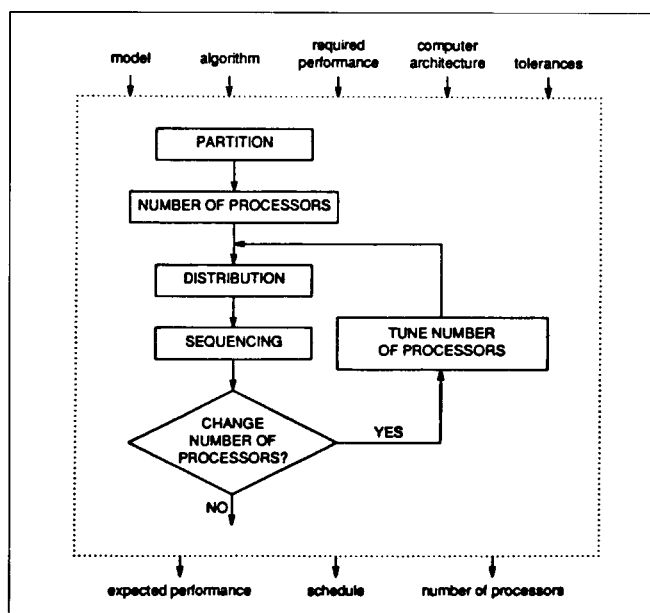 model
algorithm
required
performance
computer
architecture
tolerances
PARTITION
NUMBER OF PROCESSORS
DISTRIBUTION
SEQUENCING
TUNE NUMBER
OF PROCESSORS
CHANGE
NUMBER OF
PROCESSORS?
YES
NO
expected performance
schedule
number of processors